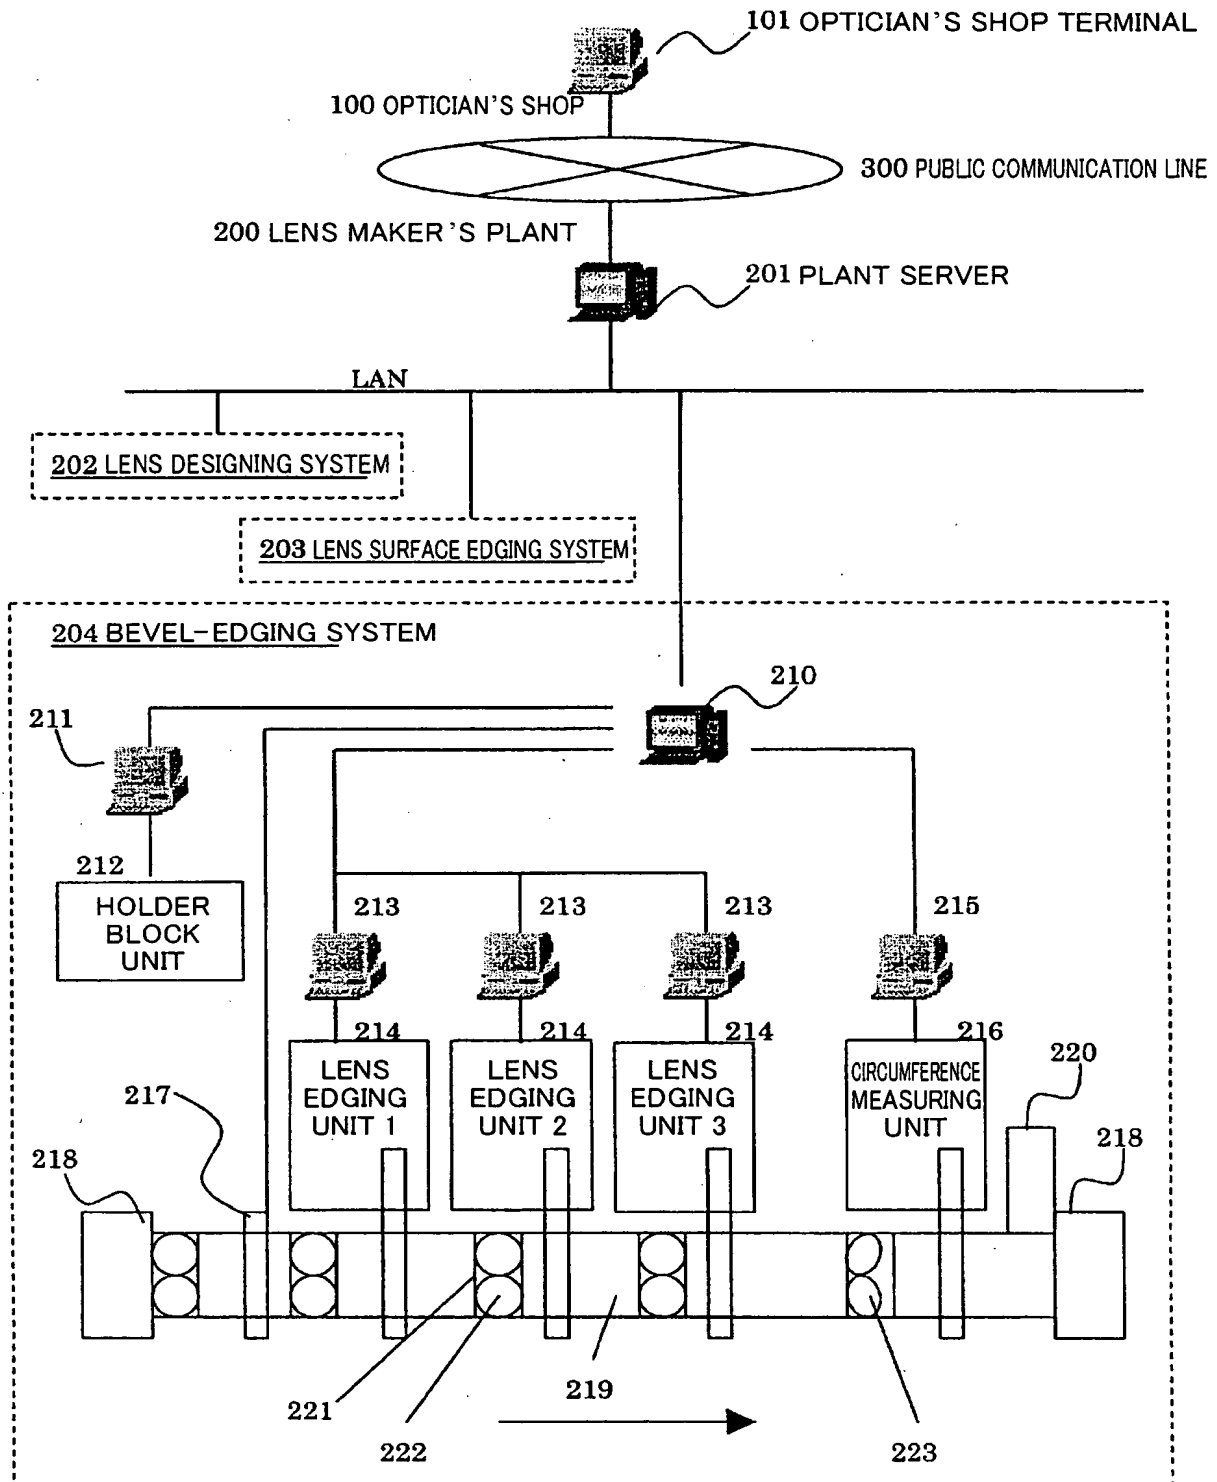 101 OPTICIAN'S SHOP TERMINAL
100 OPTICIAN'S SHOP
300 PUBLIC COMMUNICATION LINE
200 LENS MAKER'S PLANT
201 PLANT SERVER
LAN
202 LENS DESIGNING SYSTEM
203 LENS SURFACE EDGING SYSTEM
204 BEVEL-EDGING SYSTEM
210
211
212
HOLDER
BLOCK
UNIT
213
213
213
215
214
214
214
216
LENS
EDGING
UNIT 1
LENS
EDGING
UNIT 2
LENS
EDGING
UNIT 3
CIRCUMFERENCE
MEASURING
UNIT
220
217
218
218
221
222
219
223